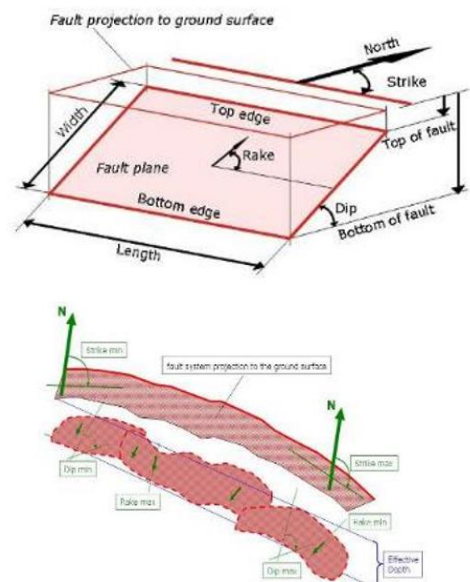 Fault projection to ground surface
North
Strike
Top edge
Width
Top of fault
Rake
Fault plane
Dip
Bottom edge
Bottom of fault
Length
N
Strike min
fault system projection to the ground surface
N
Strike max
Dip min
Rake max
Rake min
Dip max
Effective
Depth